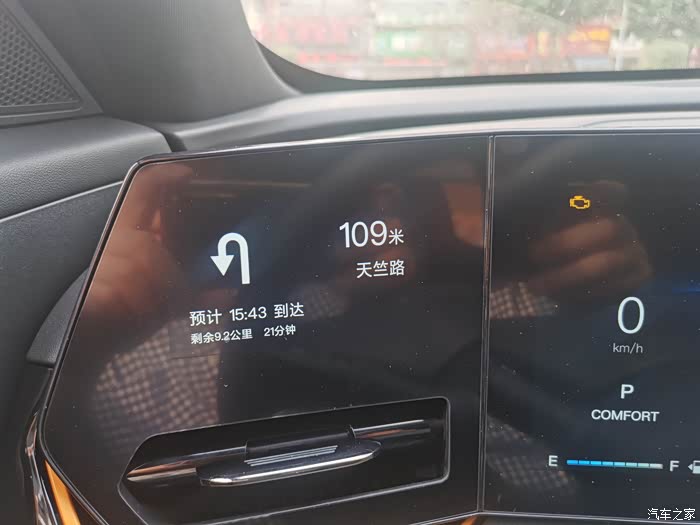 109米
天竺路
预计 15:43 到达
剩余9.2公里 21分钟
0
km/h
P
COMFORT
E F
汽车之家